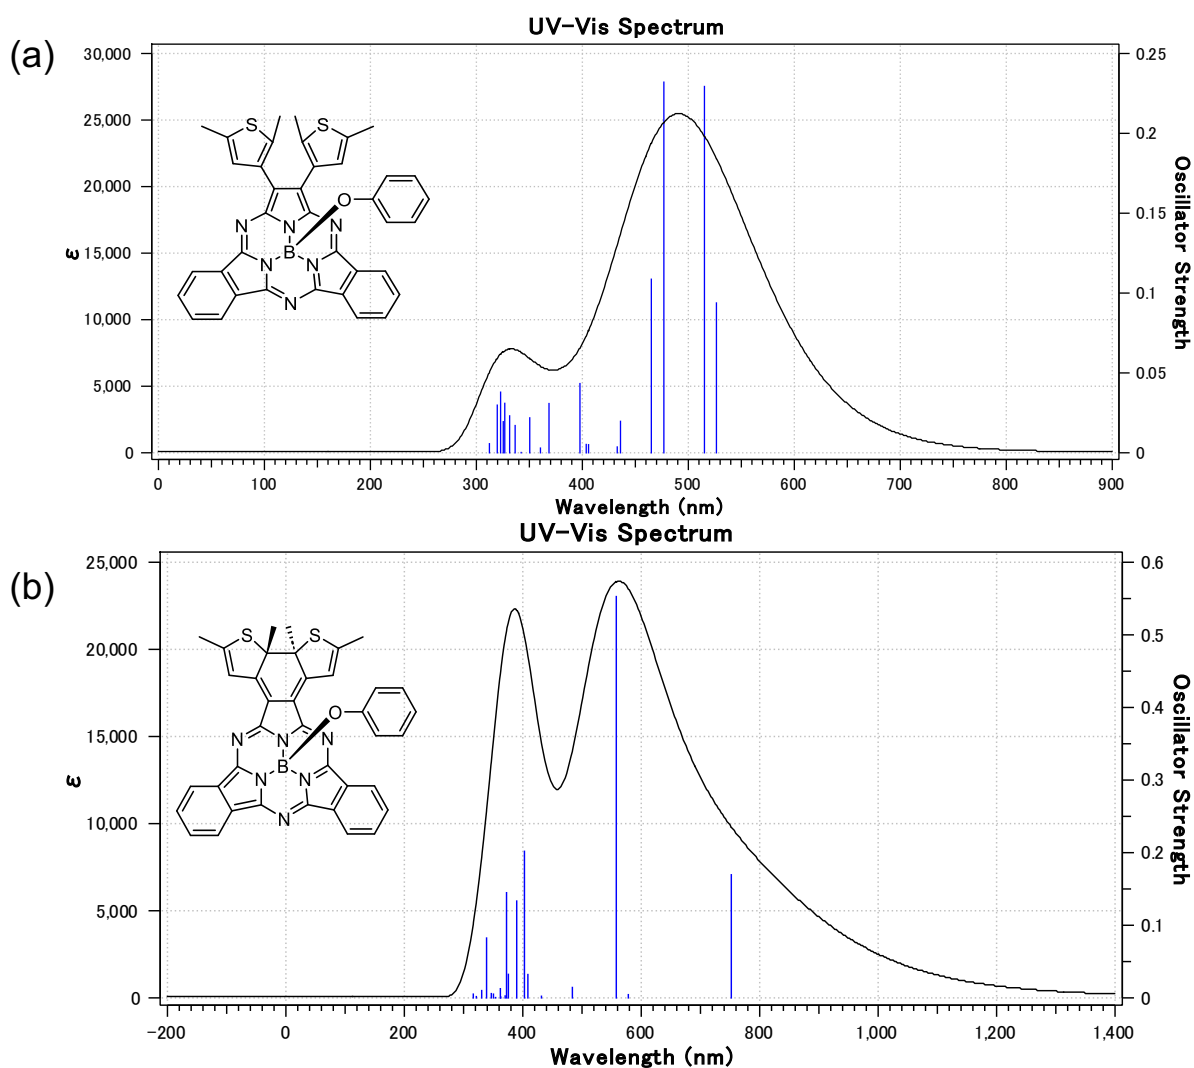 UV-Vis Spectrum
(a)
30,000
25,000
20,000
15,000
10,000
5,000
0
ε
0.25
0.2
0.15
0.1
0.05
0
Oscillator Strength
S
S
O
N
N
N
B
N
N
N
0
100
200
300
400
500
600
700
800
900
Wavelength (nm)
UV-Vis Spectrum
(b)
25,000
20,000
15,000
10,000
5,000
0
ε
0.6
0.5
0.4
0.3
0.2
0.1
0
Oscillator Strength
S
S
O
N
N
N
B
N
N
N
-200
0
200
400
600
800
1,000
1,200
1,400
Wavelength (nm)